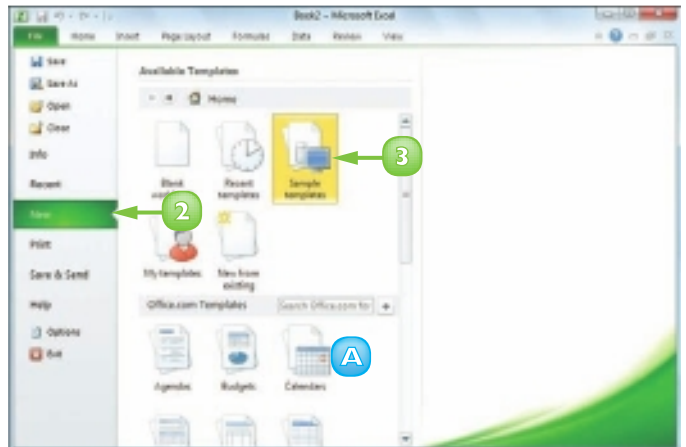 Book2 - Microsoft Excel
File Home Insert Page Layout Formulas Data Review View
Save
Save As
Open
Close
Info
Recent
New
Print
Save & Send
Help
Options
Exit
Available Templates
Home
Blank
Recent templates
Sample templates
3
2
My templates
New from existing
Office.com Templates
Search Office.com for
Agendas
Budgets
Calendars
A